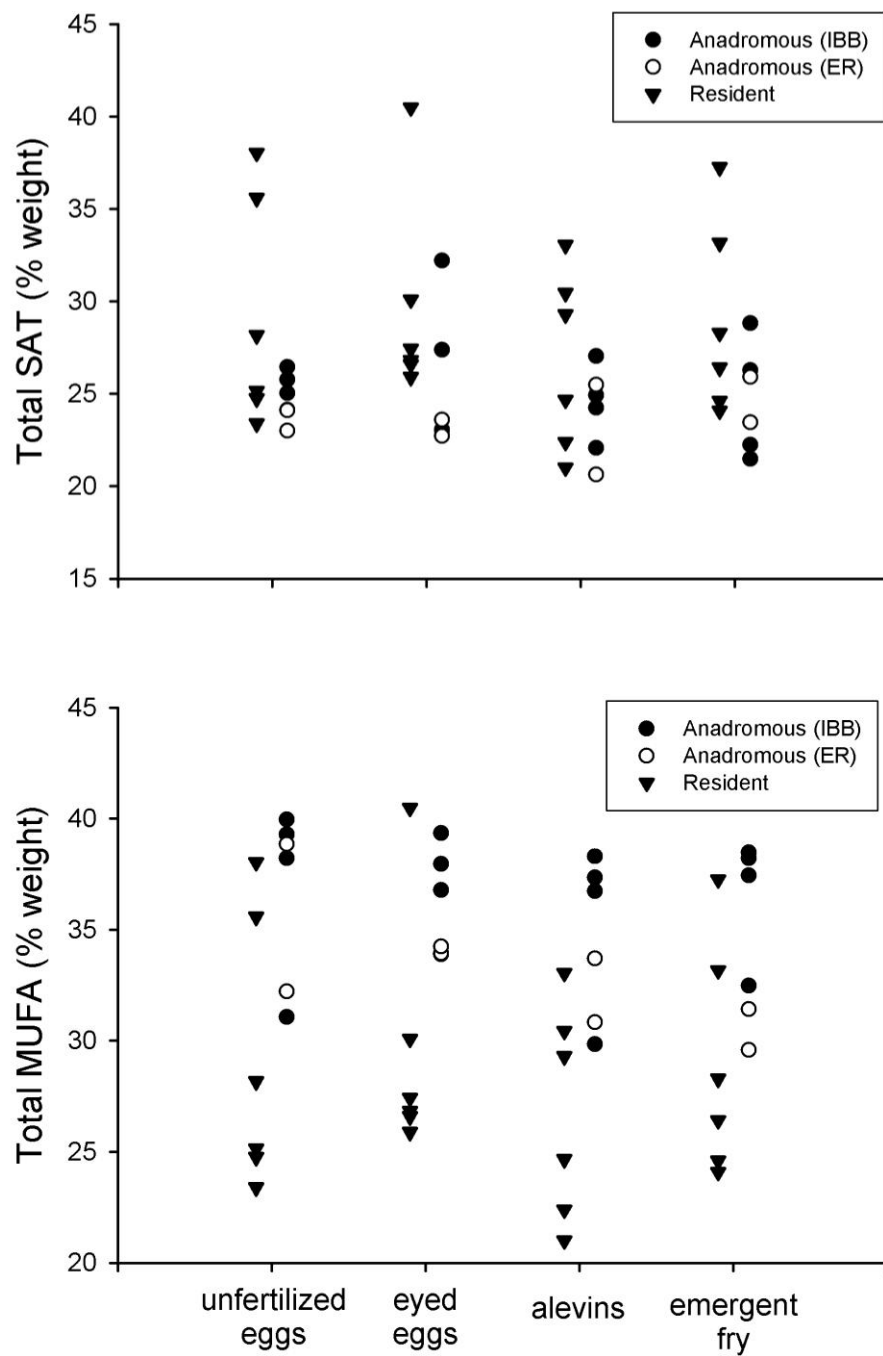 Total SAT (% weight)
45
40
35
30
25
20
15
Anadromous (IBB)
Anadromous (ER)
Resident
Total MUFA (% weight)
45
40
35
30
25
20
Anadromous (IBB)
Anadromous (ER)
Resident
unfertilized
eggs
eyed
eggs
alevins
emergent
fry